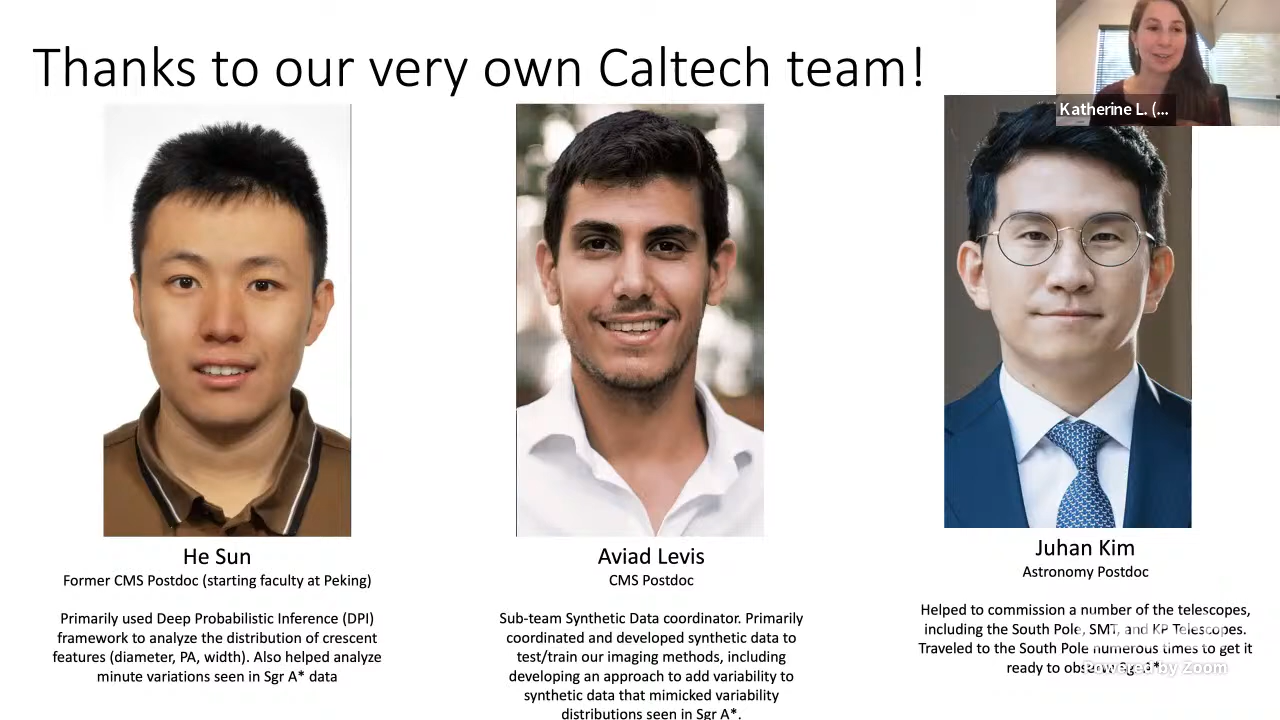 Thanks to our very own Caltech team!
Katherine L. (...
He Sun
Former CMS Postdoc (starting faculty at Peking)
Primarily used Deep Probabilistic Inference (DPI)
framework to analyze the distribution of crescent
features (diameter, PA, width). Also helped analyze
minute variations seen in Sgr A* data
Aviad Levis
CMS Postdoc
Sub-team Synthetic Data coordinator. Primarily
coordinated and developed synthetic data to
test/train our imaging methods, including
developing an approach to add variability to
synthetic data that mimicked variability
distributions seen in Sgr A*.
Juhan Kim
Astronomy Postdoc
Helped to commission a number of the telescopes,
including the South Pole, SMT, and KP Telescopes.
Traveled to the South Pole numerous times to get it
ready to observe Sgr A*.
Powered by Zoom